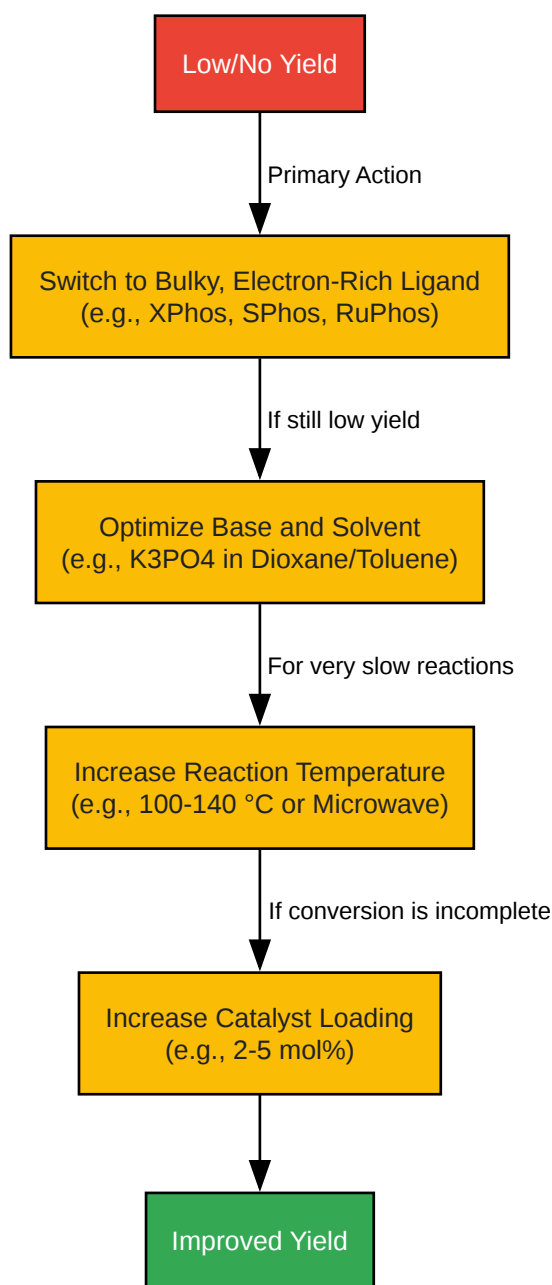 Low/No Yield
Primary Action
Switch to Bulky, Electron-Rich Ligand
(e.g., XPhos, SPhos, RuPhos)
If still low yield
Optimize Base and Solvent
(e.g., K3PO4 in Dioxane/Toluene)
For very slow reactions
Increase Reaction Temperature
(e.g., 100-140 °C or Microwave)
If conversion is incomplete
Increase Catalyst Loading
(e.g., 2-5 mol%)
Improved Yield